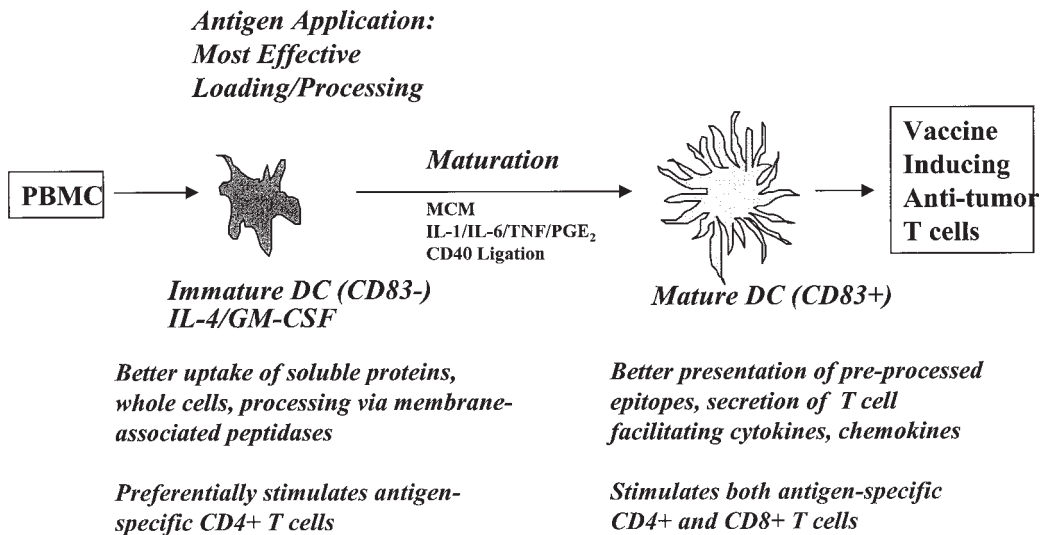 Antigen Application:
Most Effective
Loading/Processing
PBMC
Maturation
MCM
IL-1/IL-6/TNF/PGE₂
CD40 Ligation
Vaccine
Inducing
Anti-tumor
T cells
Immature DC (CD83-)
IL-4/GM-CSF
Mature DC (CD83+)
Better uptake of soluble proteins,
whole cells, processing via membrane-
associated peptidases
Better presentation of pre-processed
epitopes, secretion of T cell
facilitating cytokines, chemokines
Preferentially stimulates antigen-
specific CD4+ T cells
Stimulates both antigen-specific
CD4+ and CD8+ T cells